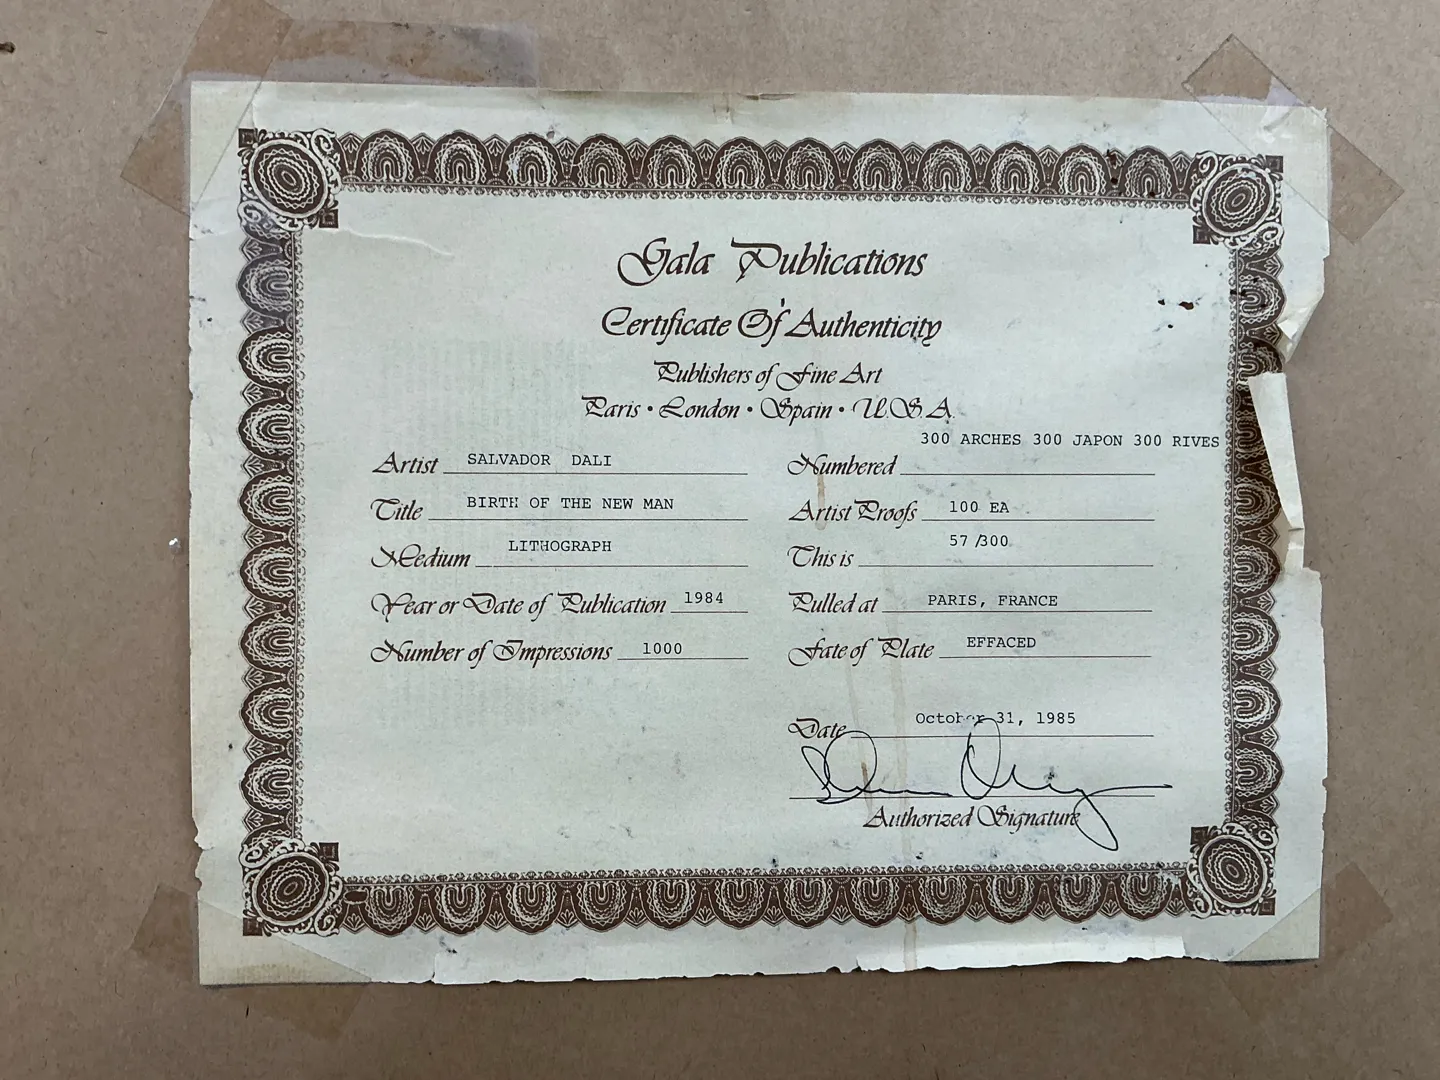 Gala Publications
Certificate Of Authenticity
Publishers of Fine Art
Paris • London • Spain • U.S.A.
Artist SALVADOR DALI
Title BIRTH OF THE NEW MAN
Medium LITHOGRAPH
Year or Date of Publication 1984
Number of Impressions 1000
300 ARCHES 300 JAPON 300 RIVES
Numbered
Artist Proofs 100 EA
This is 57/300
Pulled at PARIS, FRANCE
Fate of Plate EFFACED
Date October 31, 1985
Authorized Signature